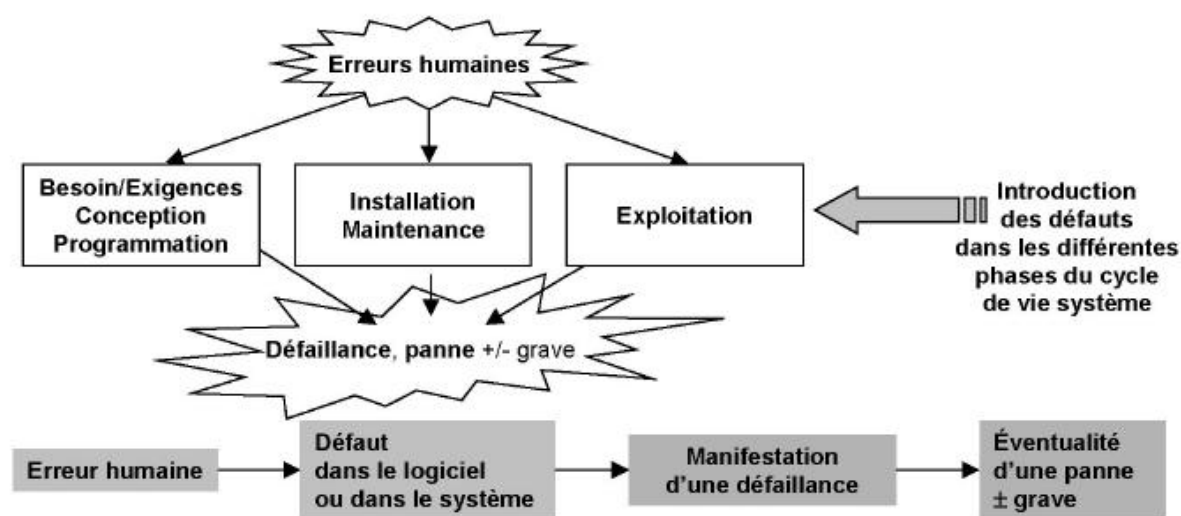 Erreurs humaines
Besoin/Exigences
Conception
Programmation
Installation
Maintenance
Exploitation
Introduction
des défauts
dans les différentes
phases du cycle
de vie système
Défaillance, panne +/- grave
Erreur humaine
Défaut
dans le logiciel
ou dans le système
Manifestation
d'une défaillance
Éventualité
d'une panne
± grave